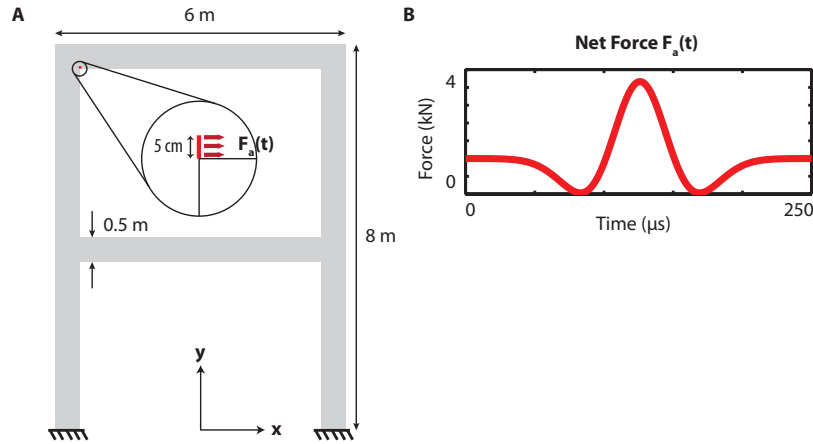 A
6 m
5 cm
F_a(t)
0.5 m
8 m
y
x
B
Net Force F_a(t)
Force (kN)
4
0
0
250
Time (μs)